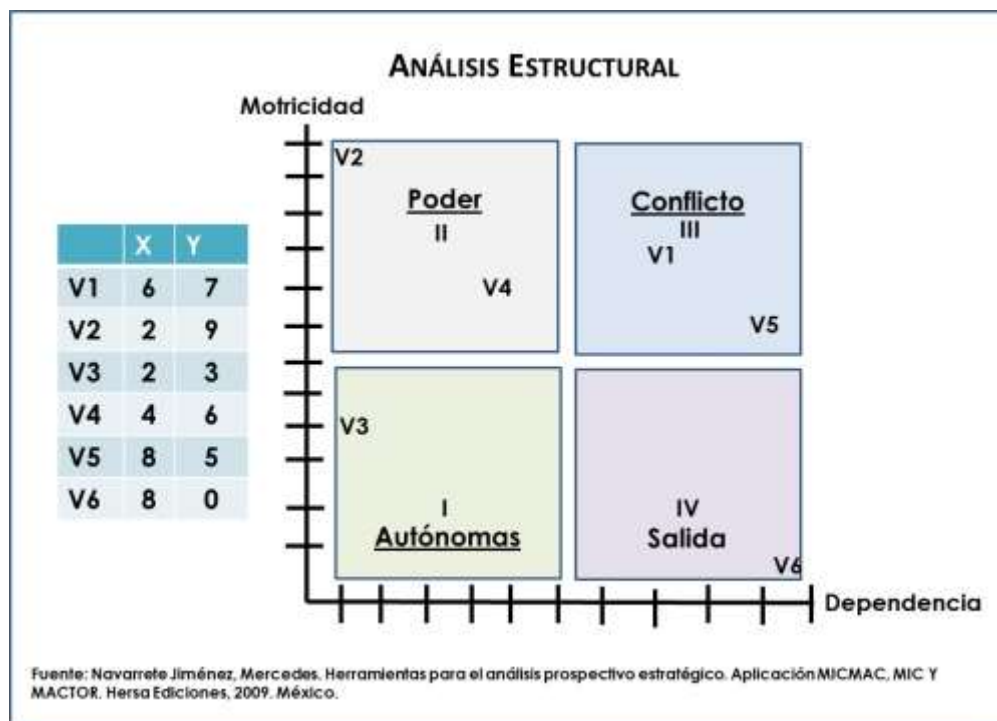 ANÁLISIS ESTRUCTURAL
Motricidad
V2
Poder
II
Conflicto
III
V1
V4
V5
X Y
V1 6 7
V2 2 9
V3 2 3
V4 4 6
V5 8 5
V6 8 0
V3
I
Autónomas
IV
Salida
V6
Dependencia
Fuente: Navarrete Jiménez, Mercedes. Herramientas para el análisis prospectivo estratégico. Aplicación MICMAC, MIC Y
MACTOR. Hersa Ediciones, 2009. México.